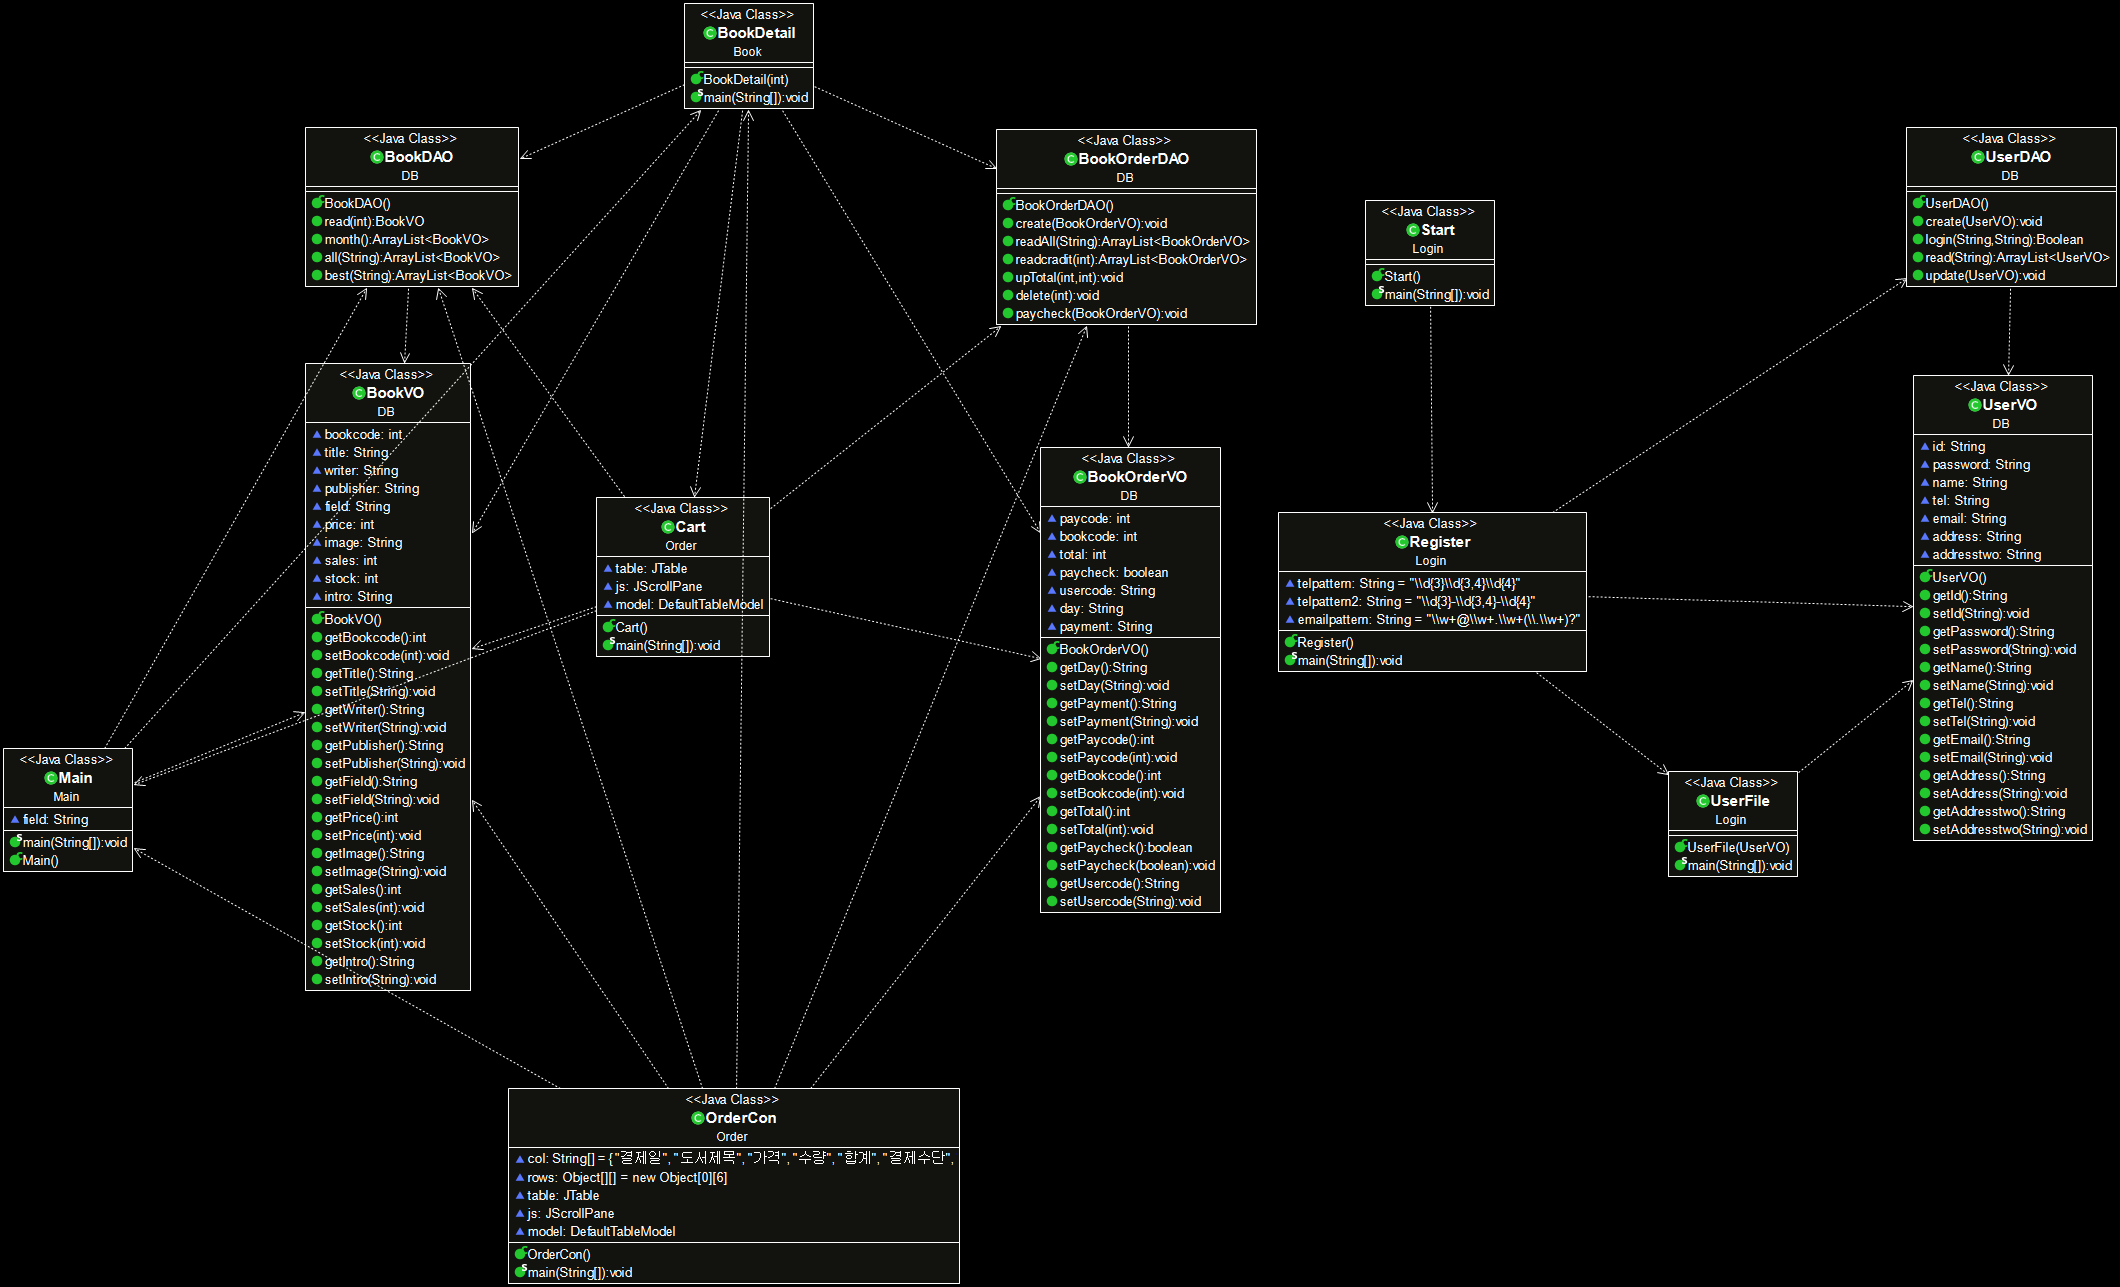 <<Java Class>>
BookDetail
Book
BookDetail(int)
main(String[]):void
<<Java Class>>
BookDAO
DB
BookDAO()
read(int):BookVO
month():ArrayList<BookVO>
all(String):ArrayList<BookVO>
best(String):ArrayList<BookVO>
<<Java Class>>
BookOrderDAO
DB
BookOrderDAO()
create(BookOrderVO):void
readAll(String):ArrayList<BookOrderVO>
readcradit(int):ArrayList<BookOrderVO>
upTotal(int,int):void
delete(int):void
paycheck(BookOrderVO):void
<<Java Class>>
Start
Login
Start()
main(String[]):void
<<Java Class>>
UserDAO
DB
UserDAO()
create(UserVO):void
login(String,String):Boolean
read(String):ArrayList<UserVO>
update(UserVO):void
<<Java Class>>
BookVO
DB
bookcode: int
title: String
writer: String
publisher: String
field: String
price: int
image: String
sales: int
stock: int
intro: String
BookVO()
getBookcode():int
setBookcode(int):void
getTitle():String
setTitle(String):void
getWriter():String
setWriter(String):void
getPublisher():String
setPublisher(String):void
getField():String
setField(String):void
getPrice():int
setPrice(int):void
getImage():String
setImage(String):void
getSales():int
setSales(int):void
getStock():int
setStock(int):void
getIntro():String
setIntro(String):void
<<Java Class>>
Cart
Order
table: JTable
js: JScrollPane
model: DefaultTableModel
Cart()
main(String[]):void
<<Java Class>>
BookOrderVO
DB
paycode: int
bookcode: int
total: int
paycheck: boolean
usercode: String
day: String
payment: String
BookOrderVO()
getDay():String
setDay(String):void
getPayment():String
setPayment(String):void
getPaycode():int
setPaycode(int):void
getBookcode():int
setBookcode(int):void
getTotal():int
setTotal(int):void
getPaycheck():boolean
setPaycheck(boolean):void
getUsercode():String
setUsercode(String):void
<<Java Class>>
Register
Login
telpattern: String = "\\d{3}\\d{3,4}\\d{4}"
telpattern2: String = "\\d{3}-\\d{3,4}-\\d{4}"
emailpattern: String = "\\w+@\\w+.\\w+(\\.\\w+)?"
Register()
main(String[]):void
<<Java Class>>
UserVO
DB
id: String
password: String
name: String
tel: String
email: String
address: String
addresstwo: String
UserVO()
getId():String
setId(String):void
getPassword():String
setPassword(String):void
getName():String
setName(String):void
getTel():String
setTel(String):void
getEmail():String
setEmail(String):void
getAddress():String
setAddress(String):void
getAddresstwo():String
setAddresstwo(String):void
<<Java Class>>
Main
Main
field: String
main(String[]):void
Main()
<<Java Class>>
UserFile
Login
UserFile(UserVO)
main(String[]):void
<<Java Class>>
OrderCon
Order
col: String[] = {"결제일", "도서제목", "가격", "수량", "합계", "결제수단",
rows: Object[][] = new Object[0][6]
table: JTable
js: JScrollPane
model: DefaultTableModel
OrderCon()
main(String[]):void